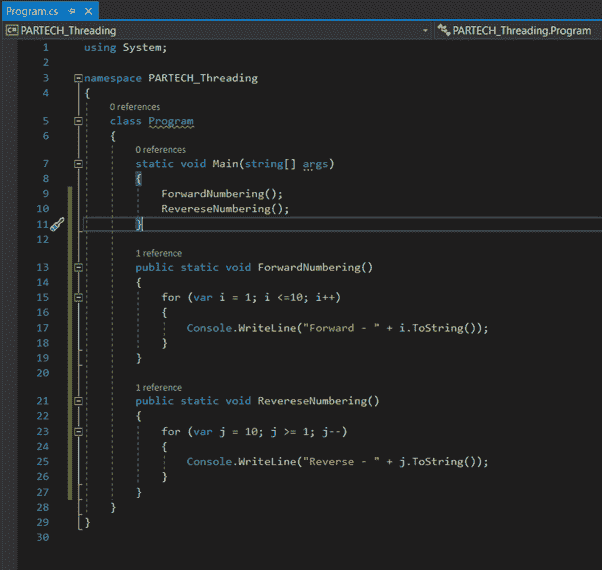 Program.cs
C# PARTECH_Threading PARTECH_Threading.Program
1 using System;
2
3 namespace PARTECH_Threading
4 {
0 references
5 class Program
6 {
0 references
7 static void Main(string[] args)
8 {
9 ForwardNumbering();
10 RevereseNumbering();
11 }
12
1 reference
13 public static void ForwardNumbering()
14 {
15 for (var i = 1; i <=10; i++)
16 {
17 Console.WriteLine("Forward - " + i.ToString());
18 }
19 }
20
1 reference
21 public static void RevereseNumbering()
22 {
23 for (var j = 10; j >= 1; j--)
24 {
25 Console.WriteLine("Reverse - " + j.ToString());
26 }
27 }
28 }
29 }
30